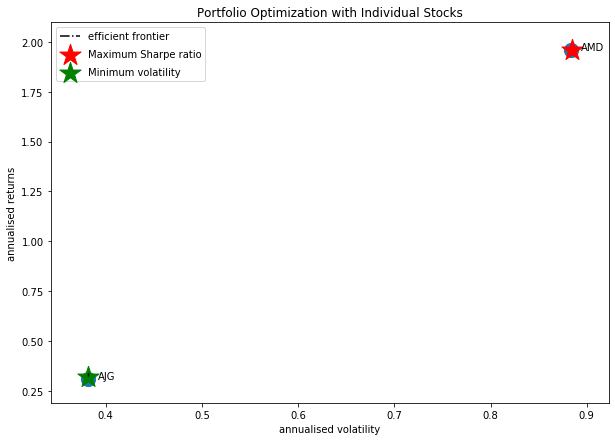 Portfolio Optimization with Individual Stocks
efficient frontier
Maximum Sharpe ratio
Minimum volatility
AMD
AJG
2.00
1.75
1.50
1.25
1.00
0.75
0.50
0.25
annualised returns
0.4
0.5
0.6
0.7
0.8
0.9
annualised volatility